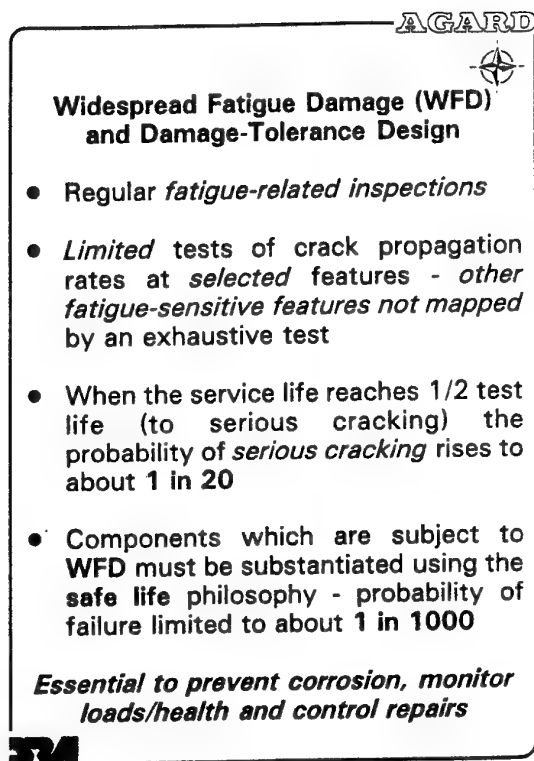 AGARD
Widespread Fatigue Damage (WFD)
and Damage-Tolerance Design
• Regular fatigue-related inspections
• Limited tests of crack propagation
rates at selected features - other
fatigue-sensitive features not mapped
by an exhaustive test
• When the service life reaches 1/2 test
life (to serious cracking) the
probability of serious cracking rises to
about 1 in 20
• Components which are subject to
WFD must be substantiated using the
safe life philosophy - probability of
failure limited to about 1 in 1000
Essential to prevent corrosion, monitor
loads/health and control repairs